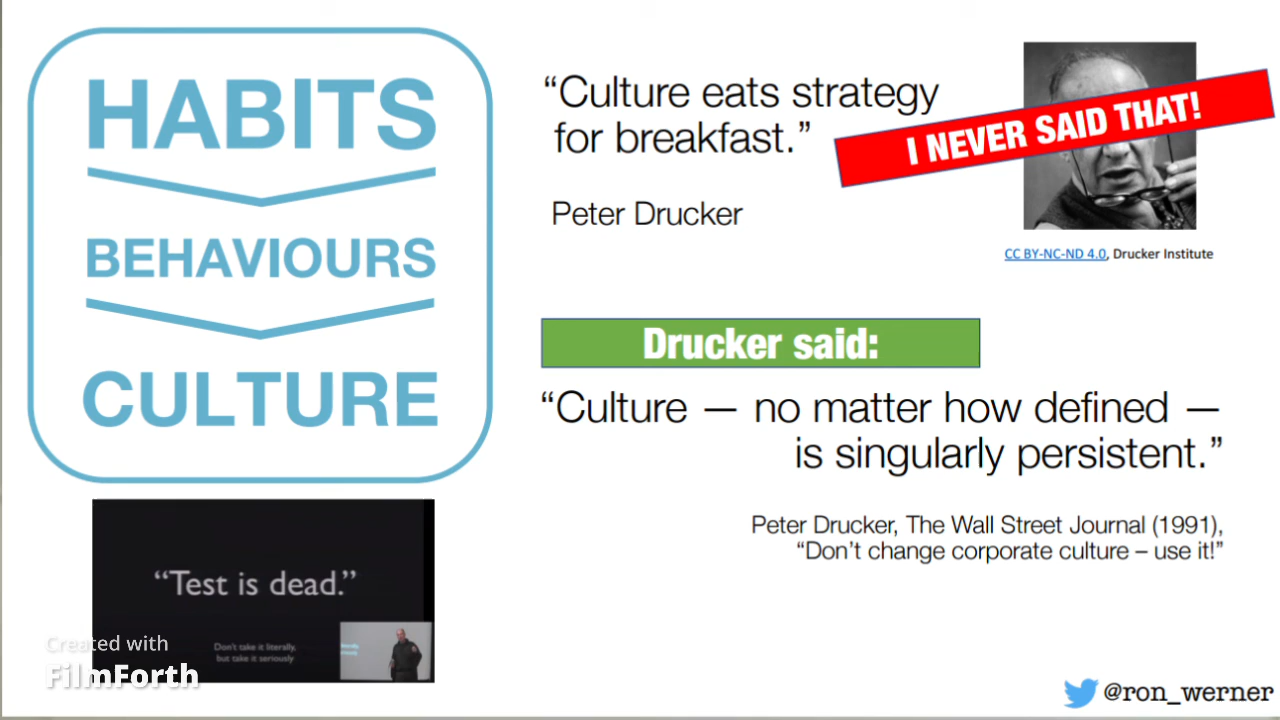 HABITS
BEHAVIOURS
CULTURE
“Culture eats strategy
for breakfast.”
Peter Drucker
I NEVER SAID THAT!
CC BY-NC-ND 4.0, Drucker Institute
Drucker said:
“Culture — no matter how defined —
is singularly persistent.”
Peter Drucker, The Wall Street Journal (1991),
“Don’t change corporate culture – use it!”
“Test is dead.”
Don't take it literally,
but take it seriously
Created with
FilmForth
@ron_werner